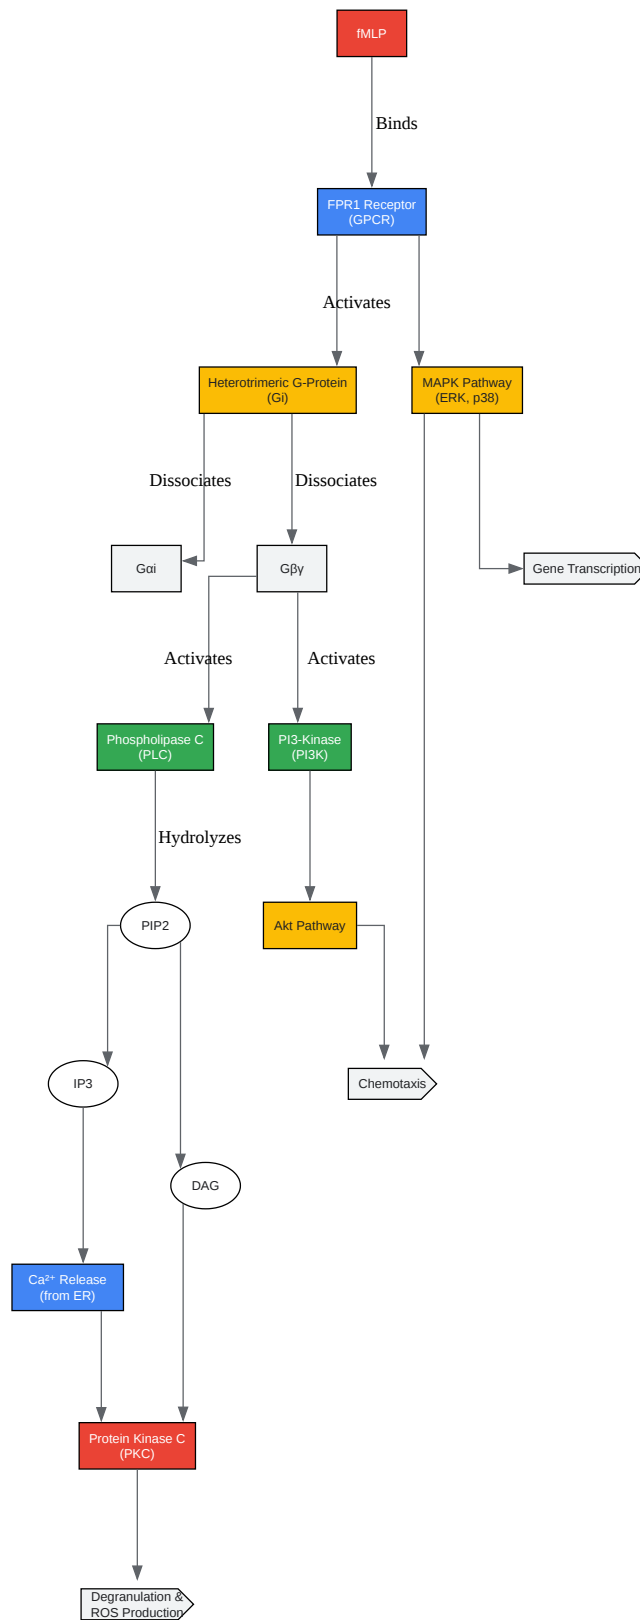 fMLP
Binds
FPR1 Receptor
(GPCR)
Activates
Heterotrimeric G-Protein
(Gi)
MAPK Pathway
(ERK, p38)
Dissociates
Dissociates
Gαi
Gβγ
Gene Transcription
Activates
Activates
Phospholipase C
(PLC)
PI3-Kinase
(PI3K)
Hydrolyzes
PIP2
Akt Pathway
IP3
Chemotaxis
DAG
Ca²⁺ Release
(from ER)
Protein Kinase C
(PKC)
Degranulation &
ROS Production